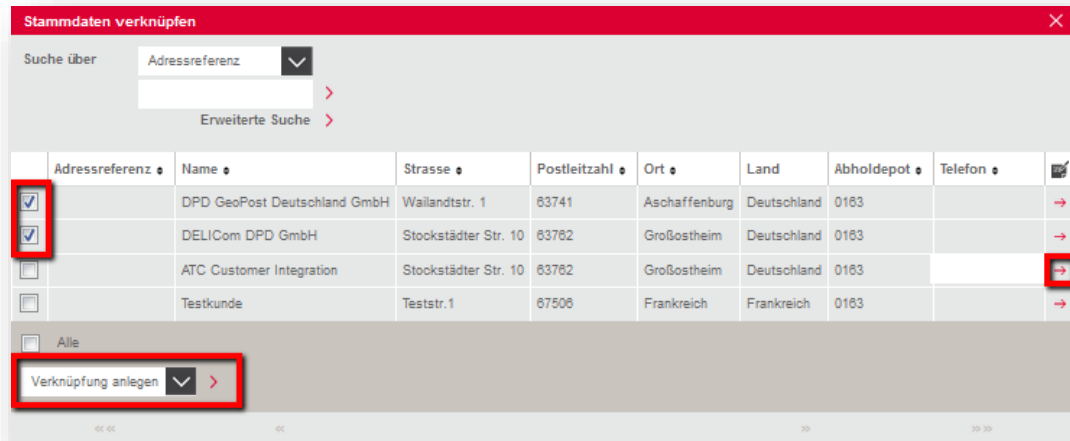 Stammdaten verknüpfen
Suche über Adressreferenz
Erweiterte Suche
Adressreferenz Name Strasse Postleitzahl Ort Land Abholdepot Telefon
DPD GeoPost Deutschland GmbH Wailandtstr. 1 63741 Aschaffenburg Deutschland 0163
DELICom DPD GmbH Stockstädter Str. 10 63762 Großostheim Deutschland 0163
ATC Customer Integration Stockstädter Str. 10 63762 Großostheim Deutschland 0163
Testkunde Teststr.1 67506 Frankreich Frankreich 0163
Alle
Verknüpfung anlegen